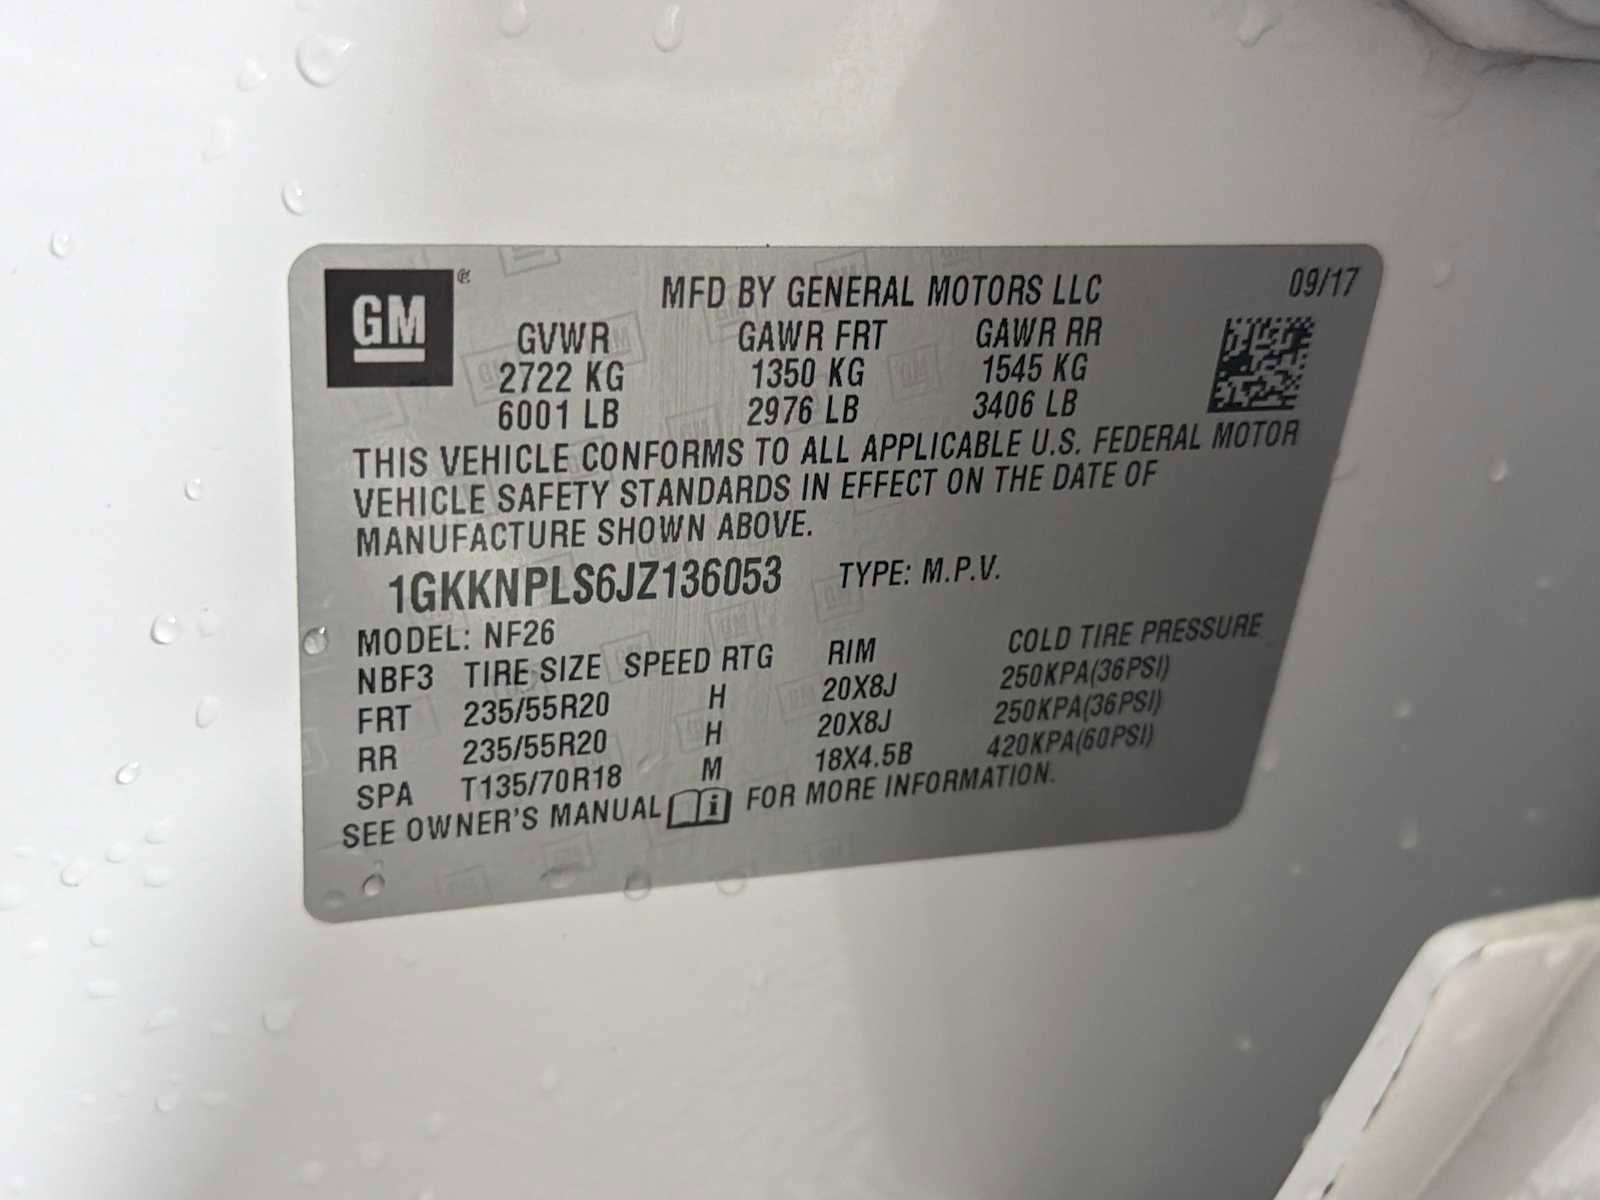 GM
MFD BY GENERAL MOTORS LLC 09/17
GVWR GAWR FRT GAWR RR
2722 KG 1350 KG 1545 KG
6001 LB 2976 LB 3406 LB
THIS VEHICLE CONFORMS TO ALL APPLICABLE U.S. FEDERAL MOTOR
VEHICLE SAFETY STANDARDS IN EFFECT ON THE DATE OF
MANUFACTURE SHOWN ABOVE.
1GKKNPLS6JZ136053 TYPE: M.P.V.
MODEL: NF26
NBF3 TIRE SIZE SPEED RTG RIM COLD TIRE PRESSURE
FRT 235/55R20 H 20X8J 250KPA(36PSI)
RR 235/55R20 H 20X8J 250KPA(36PSI)
SPA T135/70R18 M 18X4.5B 420KPA(60PSI)
SEE OWNER'S MANUAL i FOR MORE INFORMATION.